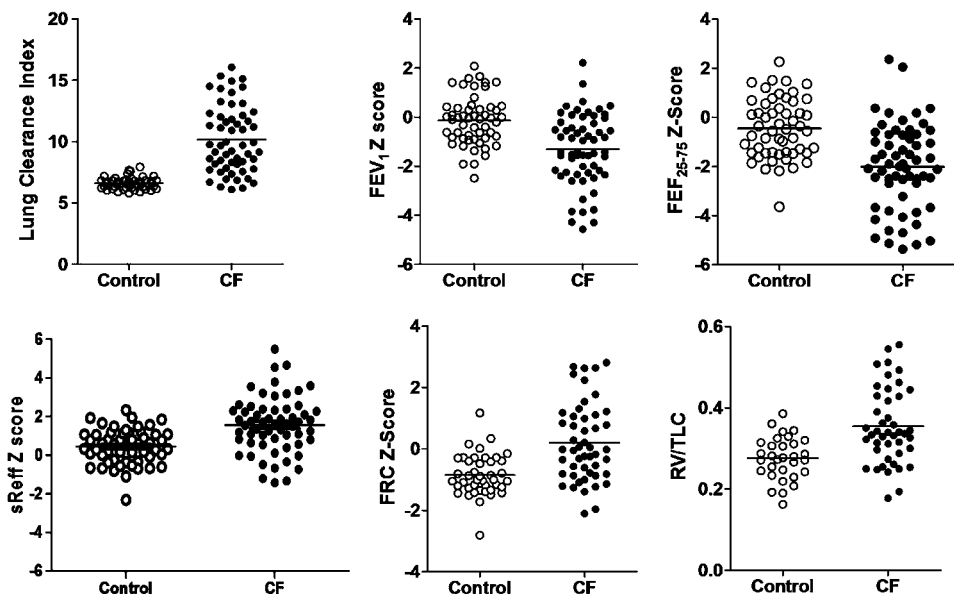 Lung Clearance Index
20
15
10
5
0
Control CF
FEV1 Z score
4
2
0
-2
-4
-6
Control CF
FEF25-75 Z-Score
4
2
0
-2
-4
-6
Control CF
sReff Z score
6
4
2
0
-2
-4
-6
Control CF
FRC Z-Score
4
2
0
-2
-4
Control CF
RV/TLC
0.6
0.4
0.2
0.0
Control CF